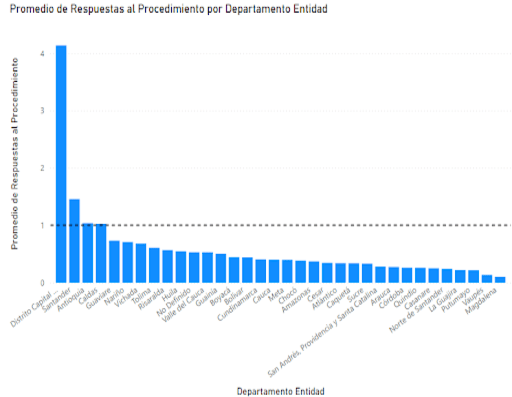 Promedio de Respuestas al Procedimiento por Departamento Entidad
Promedio de Respuestas al Procedimiento
4
3
2
1
0
Distrito Capital ...
Santander
Antioquia
Caldas
Guaviare
Nariño
Vichada
Tolima
Risaralda
Huila
No Definido
Valle del Cauca
Guainía
Boyacá
Bolívar
Cundinamarca
Cauca
Meta
Choco
Amazonas
Cesar
Atlántico
Caquetá
Sucre
San Andrés, Providencia y Santa Catalina
Arauca
Córdoba
Quindío
Casanare
Norte de Santander
La Guajira
Putumayo
Vaupés
Magdalena
Departamento Entidad